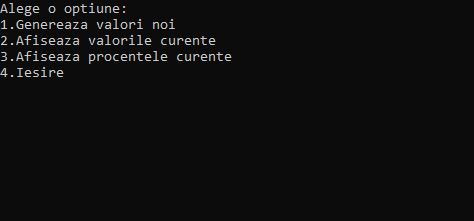 Alege o optiune:
1.Genereaza valori noi
2.Afiseaza valorile curente
3.Afiseaza procentele curente
4.Iesire